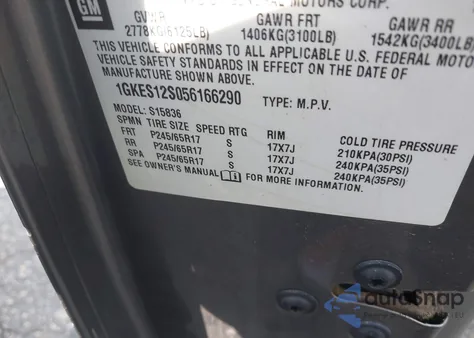 GM
MOTORS CORP.
GVWR GAWR FRT GAWR RR
2778KG(6125LB) 1406KG(3100LB) 1542KG(3400LB)
THIS VEHICLE CONFORMS TO ALL APPLICABLE U.S. FEDERAL MOTOR
VEHICLE SAFETY STANDARDS IN EFFECT ON THE DATE OF
MANUFACTURE
1GKES12S056166290 TYPE: M.P.V.
MODEL: S15836
SPMN TIRE SIZE SPEED RTG RIM COLD TIRE PRESSURE
FRT P245/65R17 S 17X7J 210KPA(30PSI)
RR P245/65R17 S 17X7J 240KPA(35PSI)
SPA P245/65R17 S 17X7J 240KPA(35PSI)
SEE OWNER'S MANUAL FOR MORE INFORMATION.
autoSnap